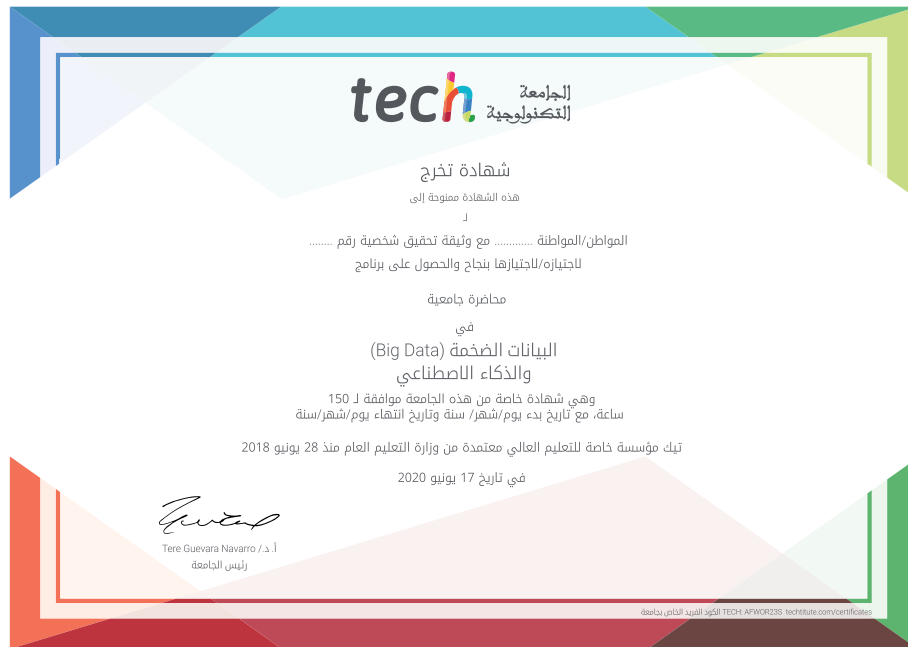 tech الجامعة
التكنولوجية
شهادة تخرج
هذه الشهادة ممنوحة إلى
لـ
المواطن/المواطنة ............. مع وثيقة تحقيق شخصية رقم ........
لاجتيازه/لاجتيازها بنجاح والحصول على برنامج
محاضرة جامعية
في
البيانات الضخمة (Big Data)
والذكاء الاصطناعي
وهي شهادة خاصة من هذه الجامعة موافقة لـ 150
ساعة، مع تاريخ بدء يوم/شهر/ سنة وتاريخ انتهاء يوم/شهر/سنة
تيك مؤسسة خاصة للتعليم العالي معتمدة من وزارة التعليم العام منذ 28 يونيو 2018
في تاريخ 17 يونيو 2020
أ. د./ Tere Guevara Navarro
رئيس الجامعة
الكود الفريد الخاص بجامعة TECH: AFWOR23S techtitute.com/certificates